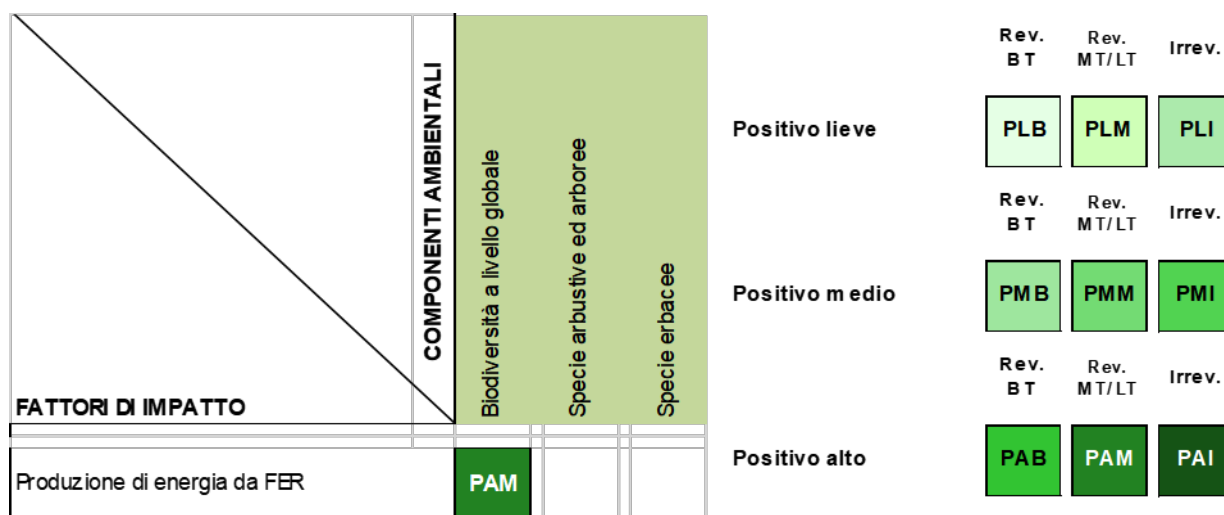 COMPONENTI AMBIENTALI
Biodiversità a livello globale
Specie arbustive ed arboree
Specie erbacee
FATTORI DI IMPATTO
Produzione di energia da FER
PAM
Rev.
BT
Rev.
MT/LT
Irrev.
Positivo lieve
PLB
PLM
PLI
Rev.
BT
Rev.
MT/LT
Irrev.
Positivo medio
PMB
PMM
PMI
Rev.
BT
Rev.
MT/LT
Irrev.
Positivo alto
PAB
PAM
PAI